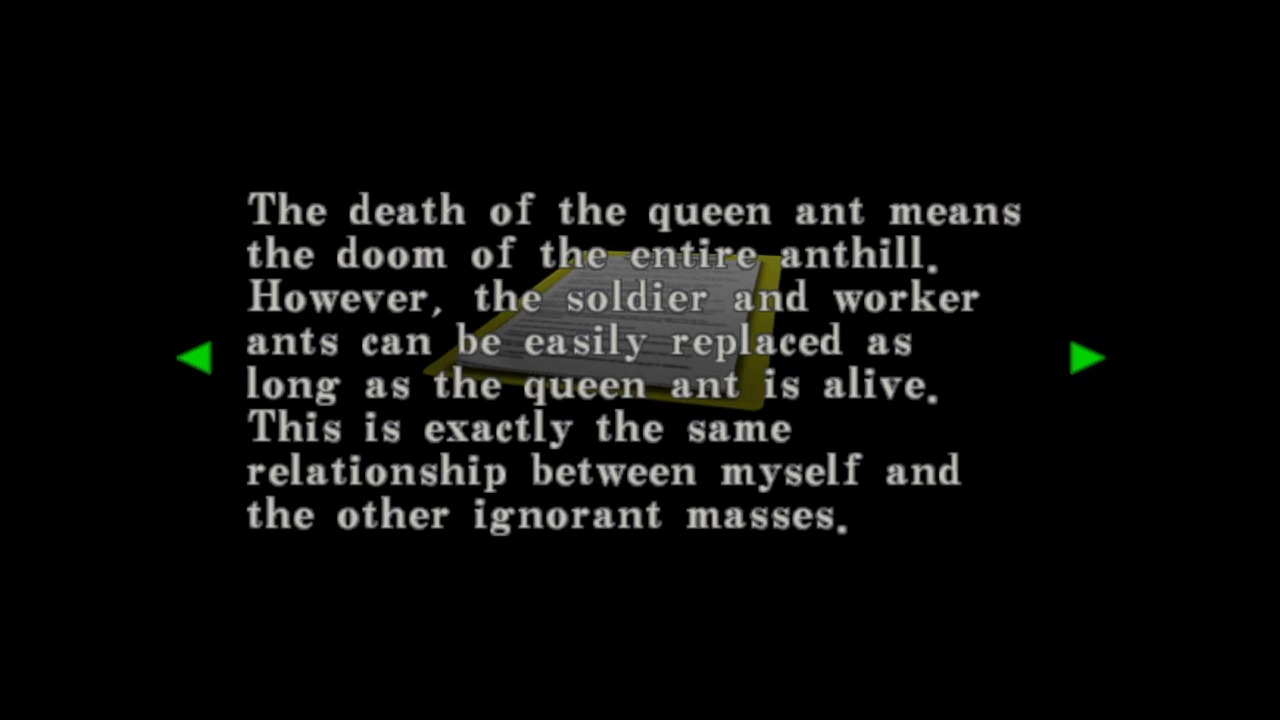 The death of the queen ant means
the doom of the entire anthill.
However, the soldier and worker
ants can be easily replaced as
long as the queen ant is alive.
This is exactly the same
relationship between myself and
the other ignorant masses.